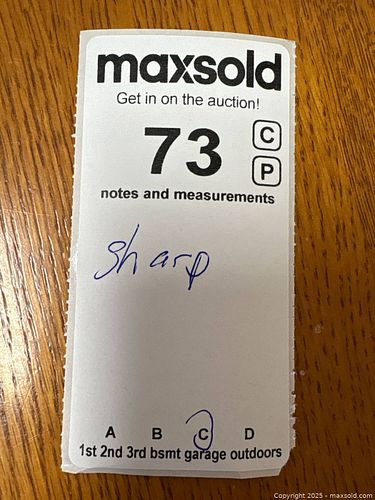 maxsold
Get in on the auction!
73
C
P
notes and measurements
sharp
A B C D
1st 2nd 3rd bsmt garage outdoors
Copyright © 2025 - maxsold.com